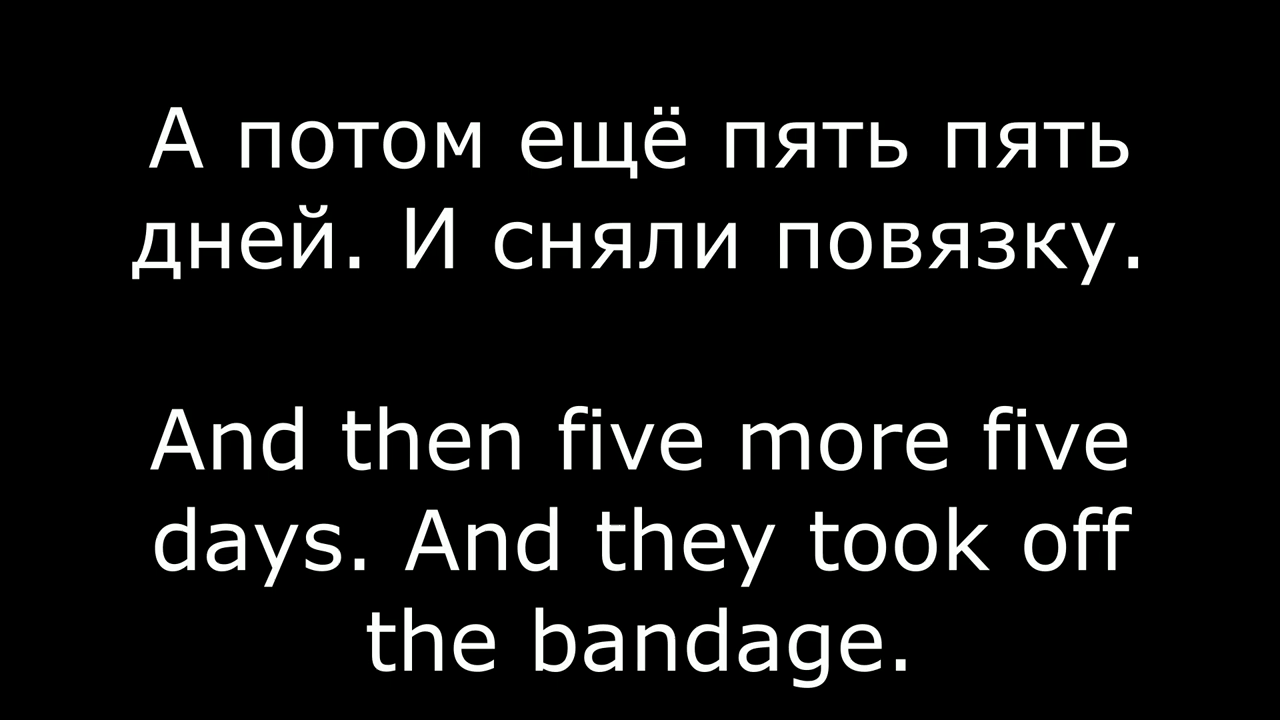 А потом ещё пять пять
дней. И сняли повязку.
And then five more five
days. And they took off
the bandage.